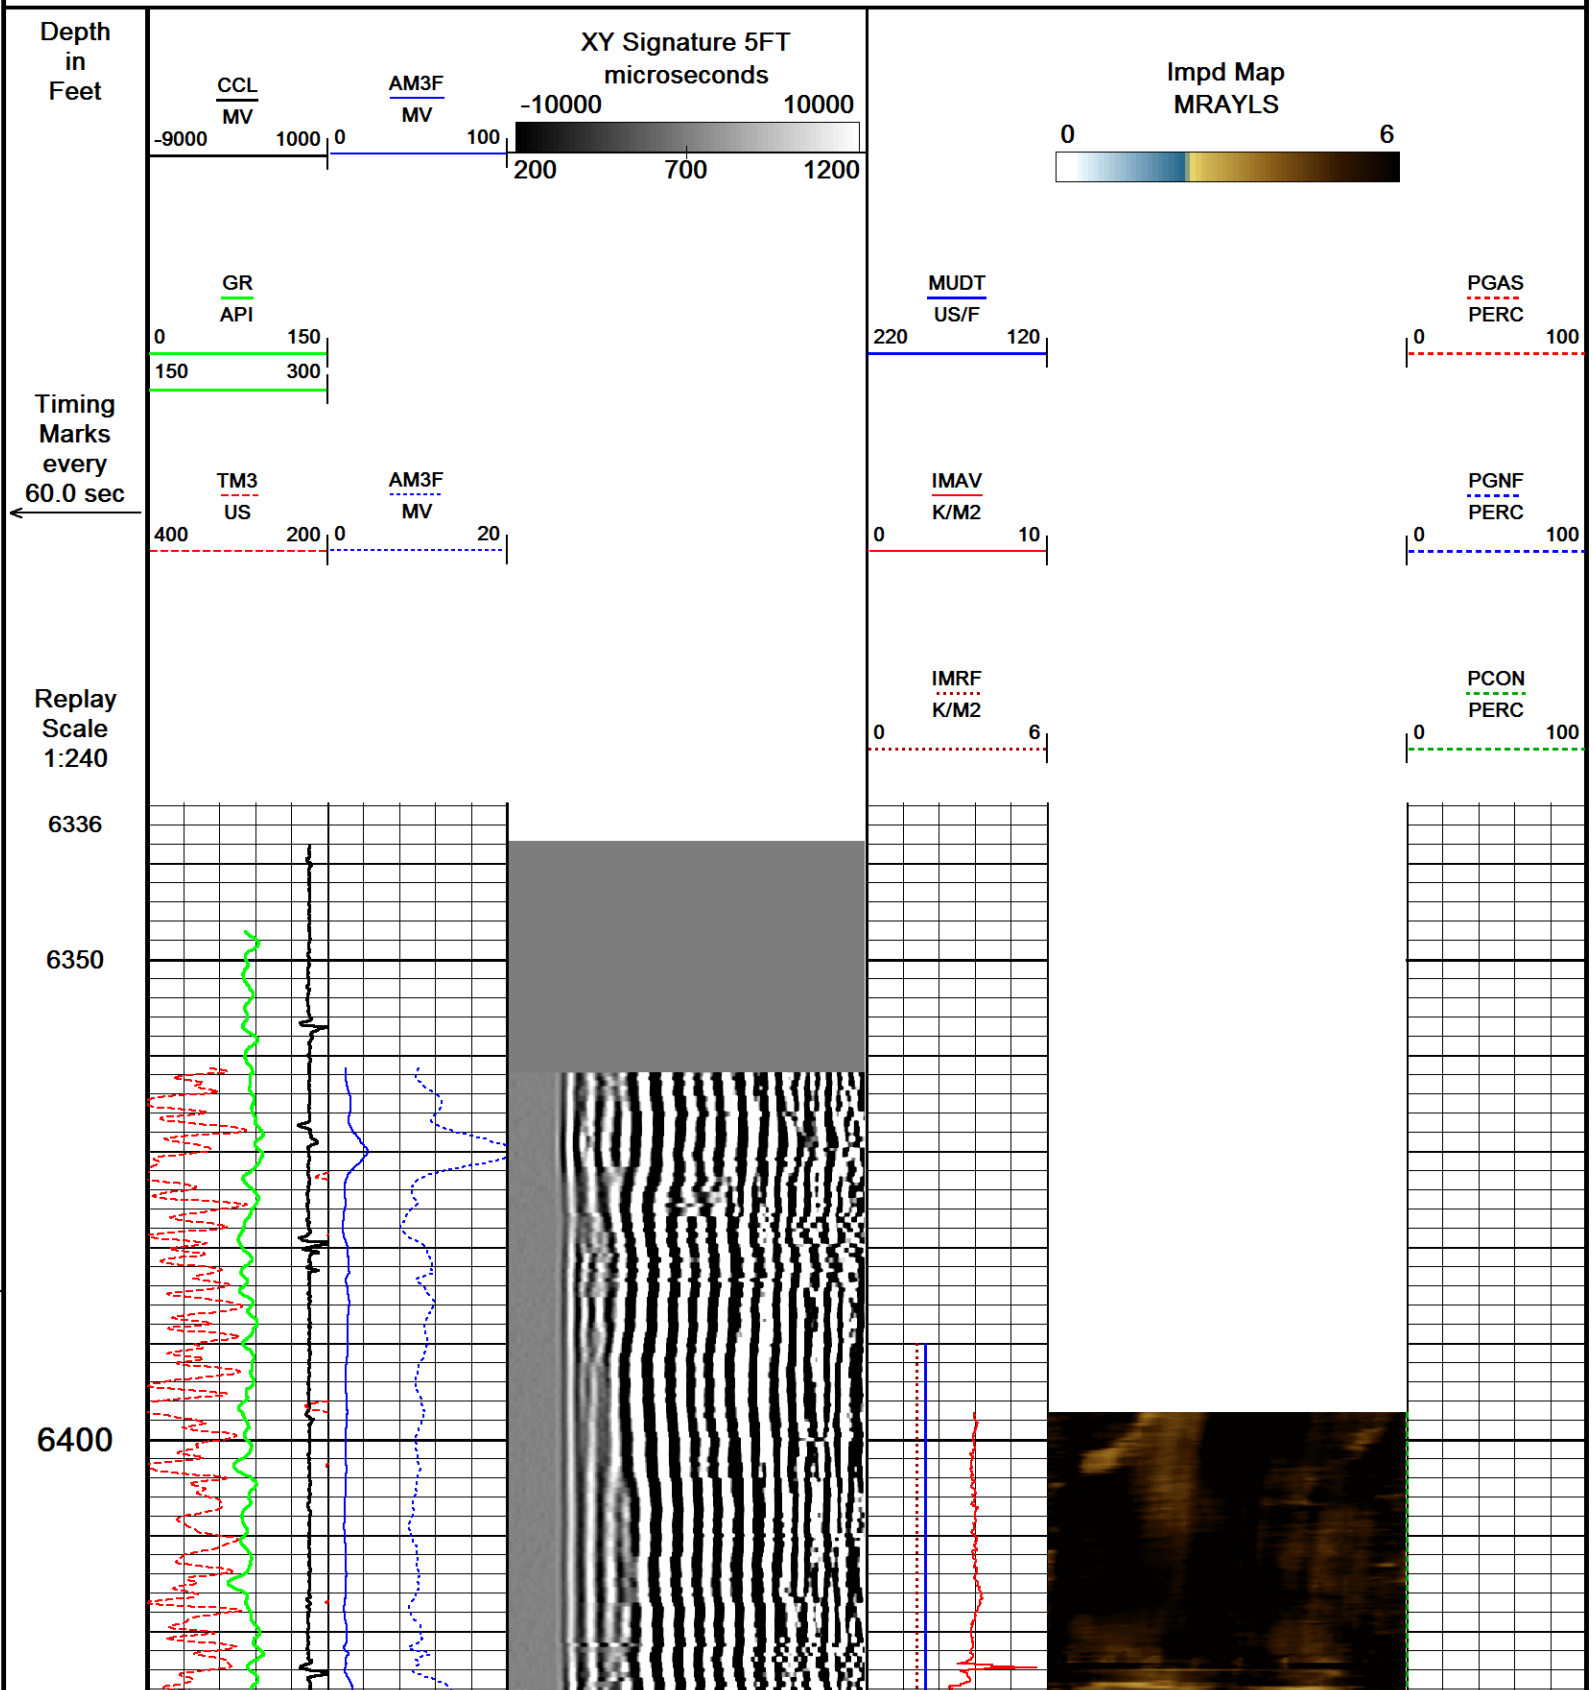 Depth
in
Feet
CCL
MV
-9000 1000
AM3F
MV
0 100
XY Signature 5FT
microseconds
-10000 10000
200 700 1200
Impd Map
MRAYLS
0 6
GR
API
0 150
150 300
MUDT
US/F
220 120
PGAS
PERC
0 100
Timing
Marks
every
60.0 sec
TM3
US
400 200
AM3F
MV
0 20
IMAV
K/M2
0 10
PGNF
PERC
0 100
Replay
Scale
1:240
IMRF
K/M2
0 6
PCON
PERC
0 100
6336
6350
6400